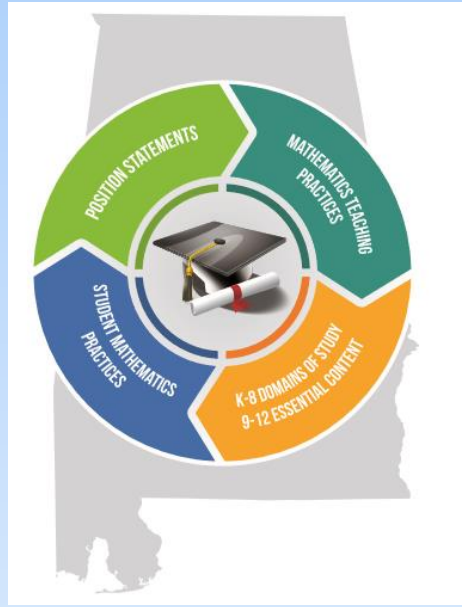 POSITION STATEMENTS
MATHEMATICS TEACHING
PRACTICES
STUDENT MATHEMATICS
PRACTICES
K-8 DOMAINS OF STUDY
9-12 ESSENTIAL CONTENT